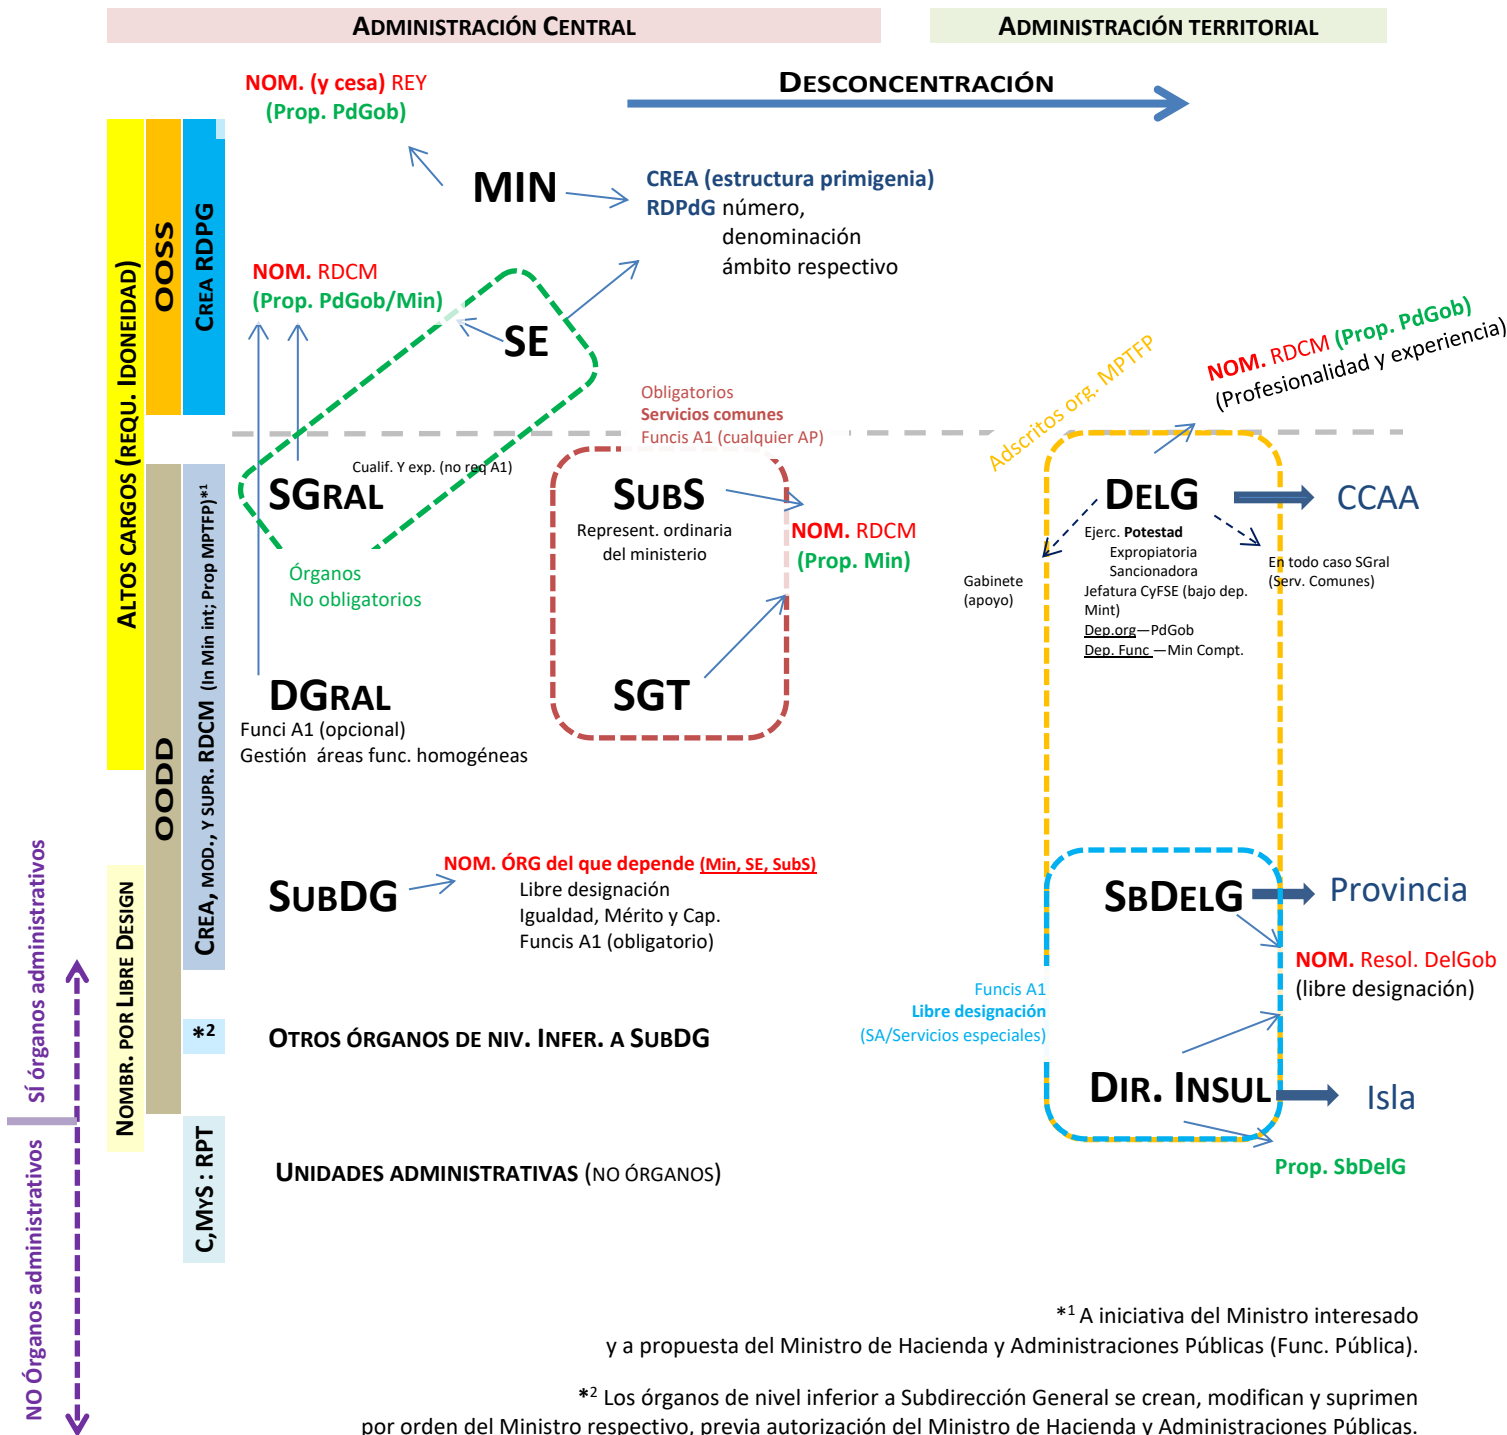 ADMINISTRACIÓN CENTRAL
ADMINISTRACIÓN TERRITORIAL
DESCONCENTRACIÓN
NOM. (y cesa) REY
(Prop. PdGob)
MIN
CREA (estructura primigenia)
RDPdG número,
denominación
ámbito respectivo
NOM. RDCM
(Prop. PdGob/Min)
SE
ALTOS CARGOS (REQU. IDONEIDAD)
OOSS
CREA RDPG
Obligatorios
Servicios comunes
Funcis A1 (cualquier AP)
Adscritos org. MPTFP
NOM. RDCM (Prop. PdGob)
(Profesionalidad y experiencia)
Cualif. Y exp. (no req A1)
SGRAL
Órganos
No obligatorios
SUBS
Represent. ordinaria
del ministerio
NOM. RDCM
(Prop. Min)
SGT
DELG
CCAA
Ejerc. Potestad
Expropiatoria
Sancionadora
Jefatura CyFSE (bajo dep.
Mint)
Dep.org—PdGob
Dep. Func —Min Compt.
Gabinete
(apoyo)
En todo caso SGral
(Serv. Comunes)
DGRAL
Funci A1 (opcional)
Gestión áreas func. homogéneas
OODD
CREA, MOD., Y SUPR. RDCM (In Min int; Prop MPTFP)*1
NOMBR. POR LIBRE DESIGN
SUBDG
NOM. ÓRG del que depende (Min, SE, SubS)
Libre designación
Igualdad, Mérito y Cap.
Funcis A1 (obligatorio)
SBDELG
Provincia
NOM. Resol. DelGob
(libre designación)
Funcis A1
Libre designación
(SA/Servicios especiales)
SÍ órganos administrativos
NO Órganos administrativos
*2
OTROS ÓRGANOS DE NIV. INFER. A SUBDG
DIR. INSUL
Isla
Prop. SbDelG
C,MYS : RPT
UNIDADES ADMINISTRATIVAS (NO ÓRGANOS)
*1 A iniciativa del Ministro interesado
y a propuesta del Ministro de Hacienda y Administraciones Públicas (Func. Pública).
*2 Los órganos de nivel inferior a Subdirección General se crean, modifican y suprimen
por orden del Ministro respectivo, previa autorización del Ministro de Hacienda y Administraciones Públicas.